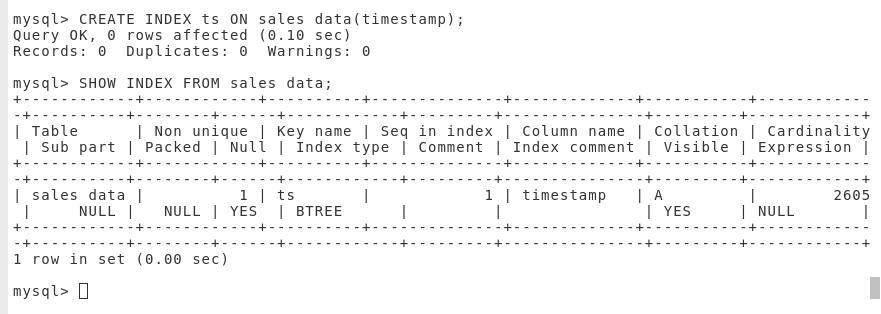 mysql> CREATE INDEX ts ON sales data(timestamp);
Query OK, 0 rows affected (0.10 sec)
Records: 0  Duplicates: 0  Warnings: 0
mysql> SHOW INDEX FROM sales data;
+------------+------------+----------+--------------+-------------+-----------+------------
-+----------+--------+------+------------+---------+---------------+---------+------------+
| Table      | Non unique | Key name | Seq in index | Column name | Collation | Cardinality
 | Sub part | Packed | Null | Index type | Comment | Index comment | Visible | Expression |
+------------+------------+----------+--------------+-------------+-----------+------------
-+----------+--------+------+------------+---------+---------------+---------+------------+
| sales data |          1 | ts       |            1 | timestamp   | A         |        2605
 |     NULL |   NULL | YES  | BTREE      |         |               | YES     | NULL       |
+------------+------------+----------+--------------+-------------+-----------+------------
-+----------+--------+------+------------+---------+---------------+---------+------------+
1 row in set (0.00 sec)
mysql>